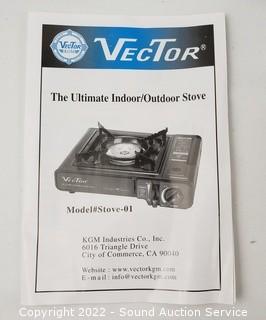 VECTOR
KGM
VECTOR®
The Ultimate Indoor/Outdoor Stove
VECTOR
Model#Stove-01
KGM Industries Co., Inc.
6016 Triangle Drive
City of Commerce, CA 90040
Website : www.vectorkgm.com
E-mail : info@vectorkgm.com
Copyright 2022 - Sound Auction Service